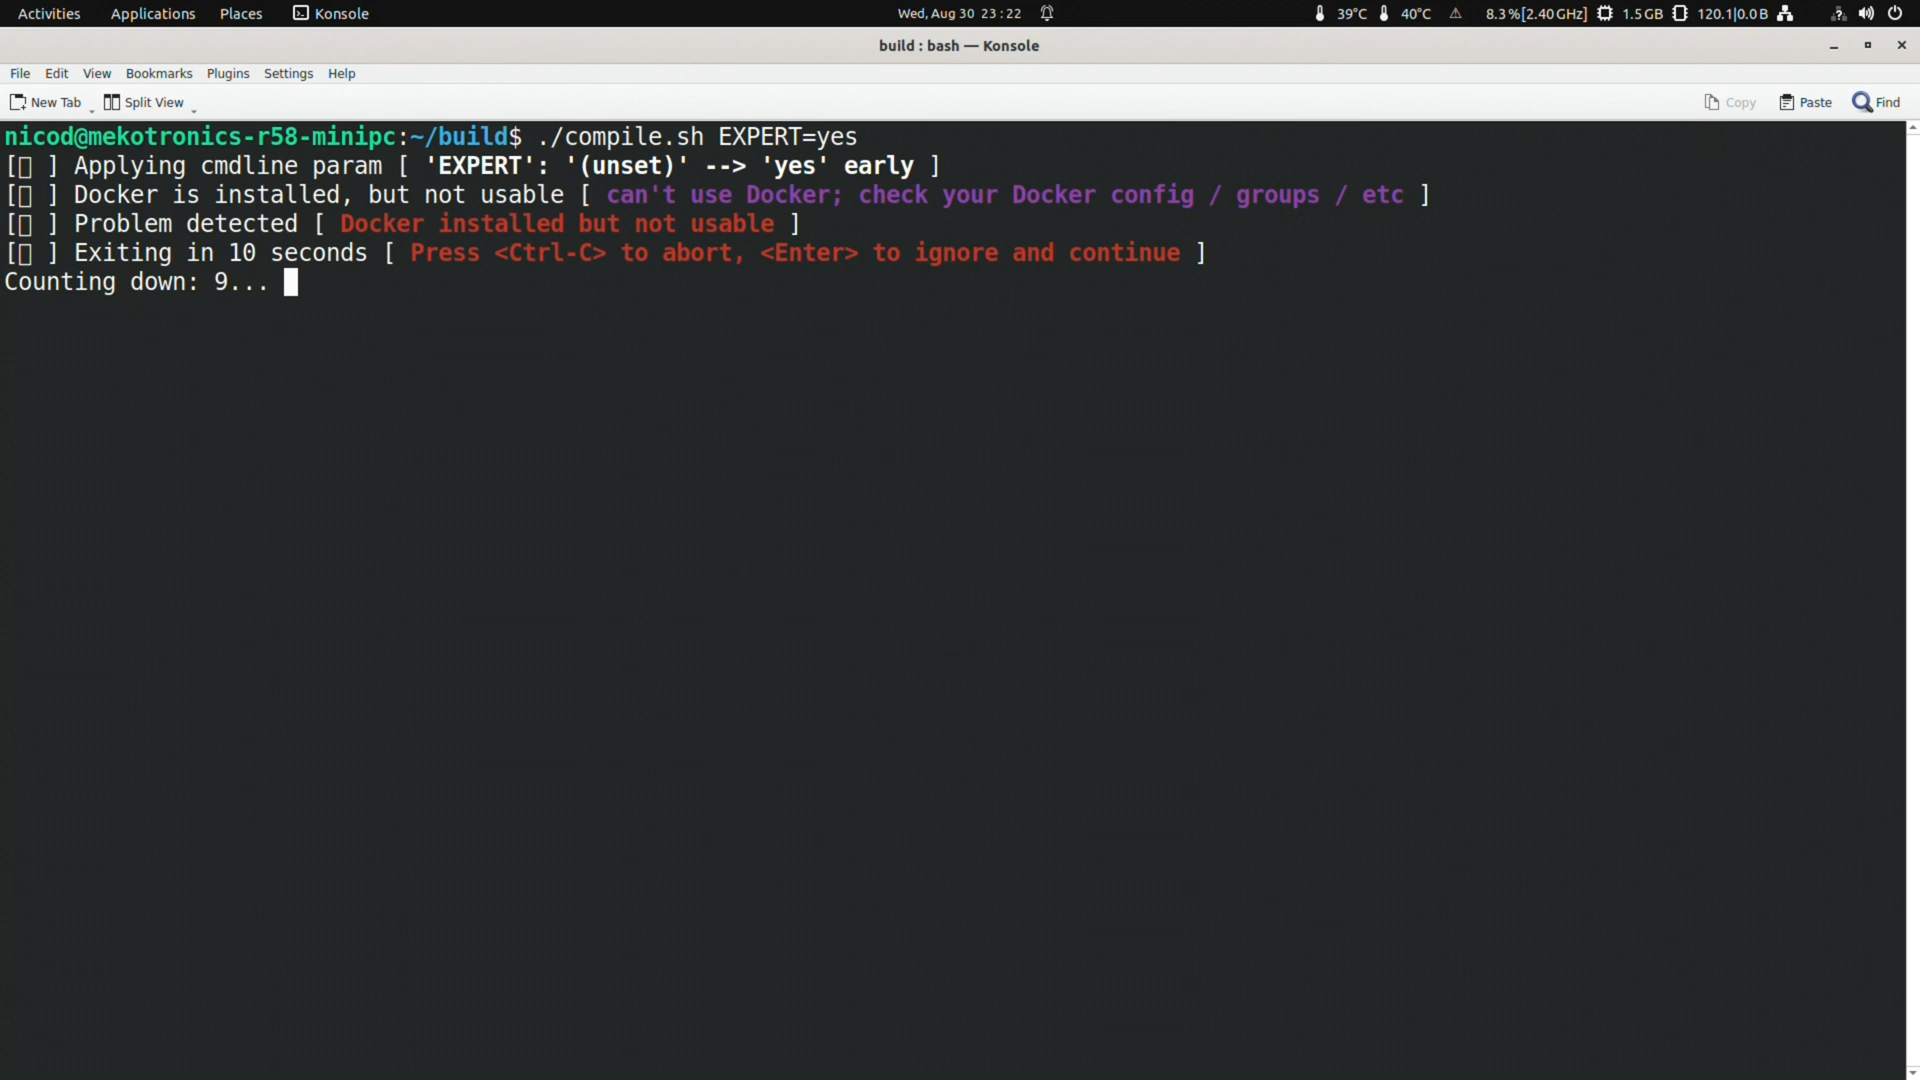 Activities Applications Places Konsole Wed, Aug 30 23:22 39°C 40°C 8.3%[2.40 GHz] 1.5GB 120.1|0.0B
build : bash — Konsole
File Edit View Bookmarks Plugins Settings Help
New Tab Split View Copy Paste Find
nicod@mekotronics-r58-minipc:~/build$ ./compile.sh EXPERT=yes
[▯ ] Applying cmdline param [ 'EXPERT': '(unset)' --> 'yes' early ]
[▯ ] Docker is installed, but not usable [ can't use Docker; check your Docker config / groups / etc ]
[▯ ] Problem detected [ Docker installed but not usable ]
[▯ ] Exiting in 10 seconds [ Press <Ctrl-C> to abort, <Enter> to ignore and continue ]
Counting down: 9...